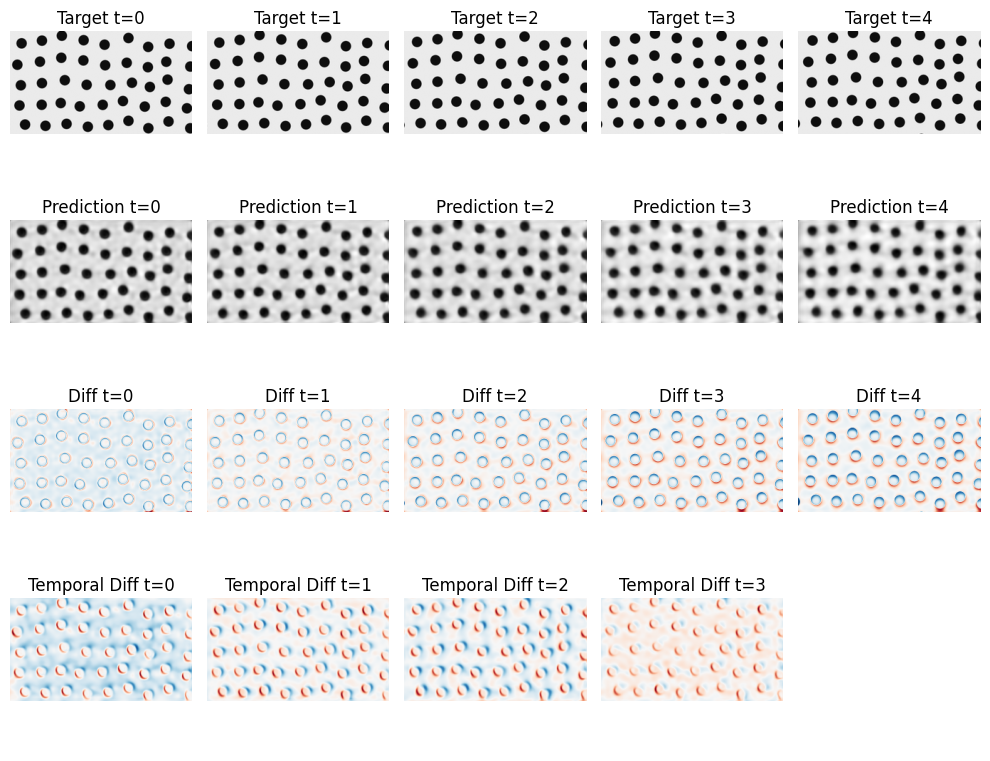 Target t=0 Target t=1 Target t=2 Target t=3 Target t=4
Prediction t=0 Prediction t=1 Prediction t=2 Prediction t=3 Prediction t=4
Diff t=0 Diff t=1 Diff t=2 Diff t=3 Diff t=4
Temporal Diff t=0 Temporal Diff t=1 Temporal Diff t=2 Temporal Diff t=3